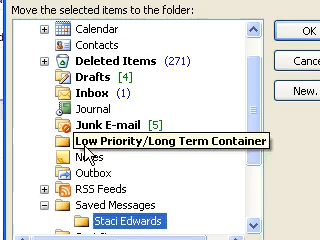 Move the selected items to the folder:
Calendar
Contacts
Deleted Items (271)
Drafts [4]
Inbox (1)
Journal
Junk E-mail [5]
Low Priority/Long Term Container
Notes
Outbox
RSS Feeds
Saved Messages
Staci Edwards
OK
Cance
New.